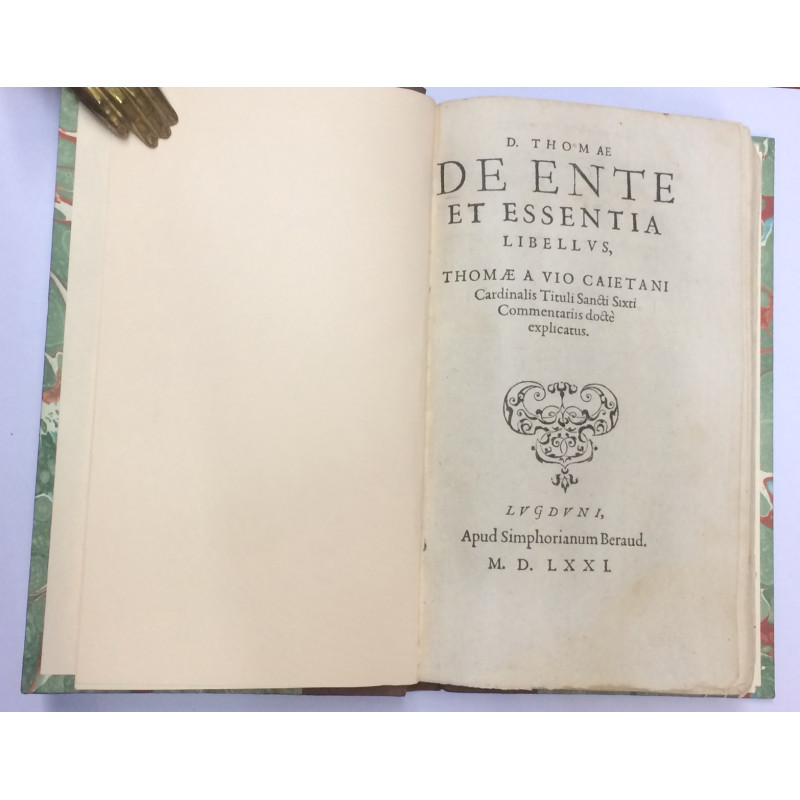 D. THOMAE
DE ENTE
ET ESSENTIA
LIBELLVS,
THOMÆ A VIO CAIETANI
Cardinalis Tituli Sancti Sixti
Commentariis doctè
explicatus.
LVGDVNI,
Apud Simphorianum Beraud.
M. D. LXXI.